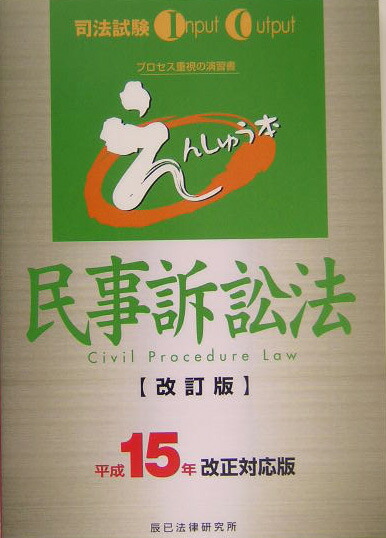 司法試験 Input Output
プロセス重視の演習書
えんしゅう本
民事訴訟法
Civil Procedure Law
【改訂版】
平成15年改正対応版
辰已法律研究所